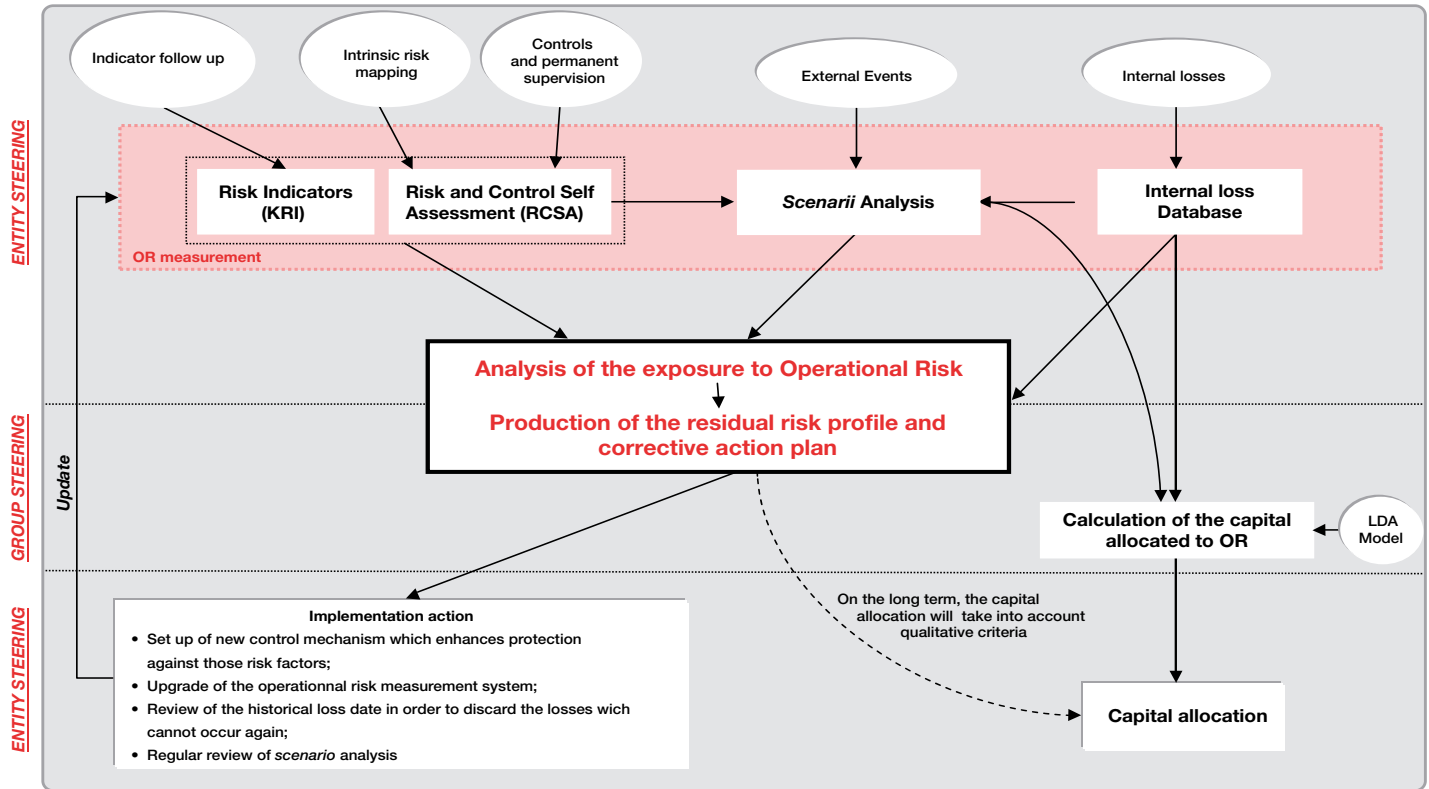 Indicator follow up
Intrinsic risk
mapping
Controls
and permanent
supervision
External Events
Internal losses
ENTITY STEERING
Risk Indicators
(KRI)
Risk and Control Self
Assessment (RCSA)
Scenarii Analysis
Internal loss
Database
OR measurement
Analysis of the exposure to Operational Risk
Production of the residual risk profile and
corrective action plan
GROUP STEERING
Update
Calculation of the capital
allocated to OR
LDA
Model
ENTITY STEERING
Implementation action
• Set up of new control mechanism which enhances protection
against those risk factors;
• Upgrade of the operationnal risk measurement system;
• Review of the historical loss date in order to discard the losses wich
cannot occur again;
• Regular review of scenario analysis
On the long term, the capital
allocation will take into account
qualitative criteria
Capital allocation